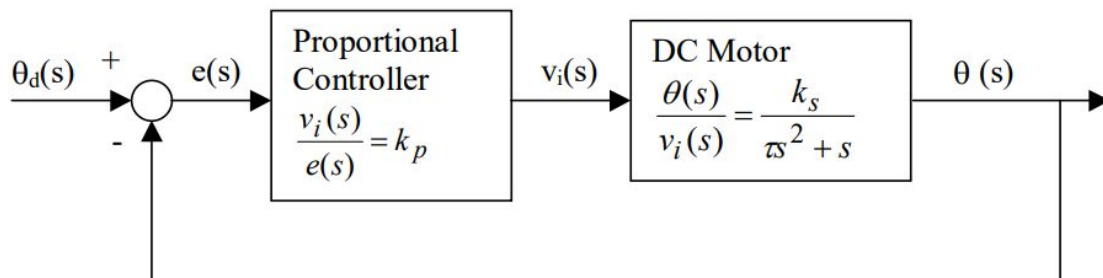 θd(s)
+
-
e(s)
Proportional
Controller
vi(s)/e(s) = kp
vi(s)
DC Motor
θ(s)/vi(s) = ks/τs² + s
θ (s)